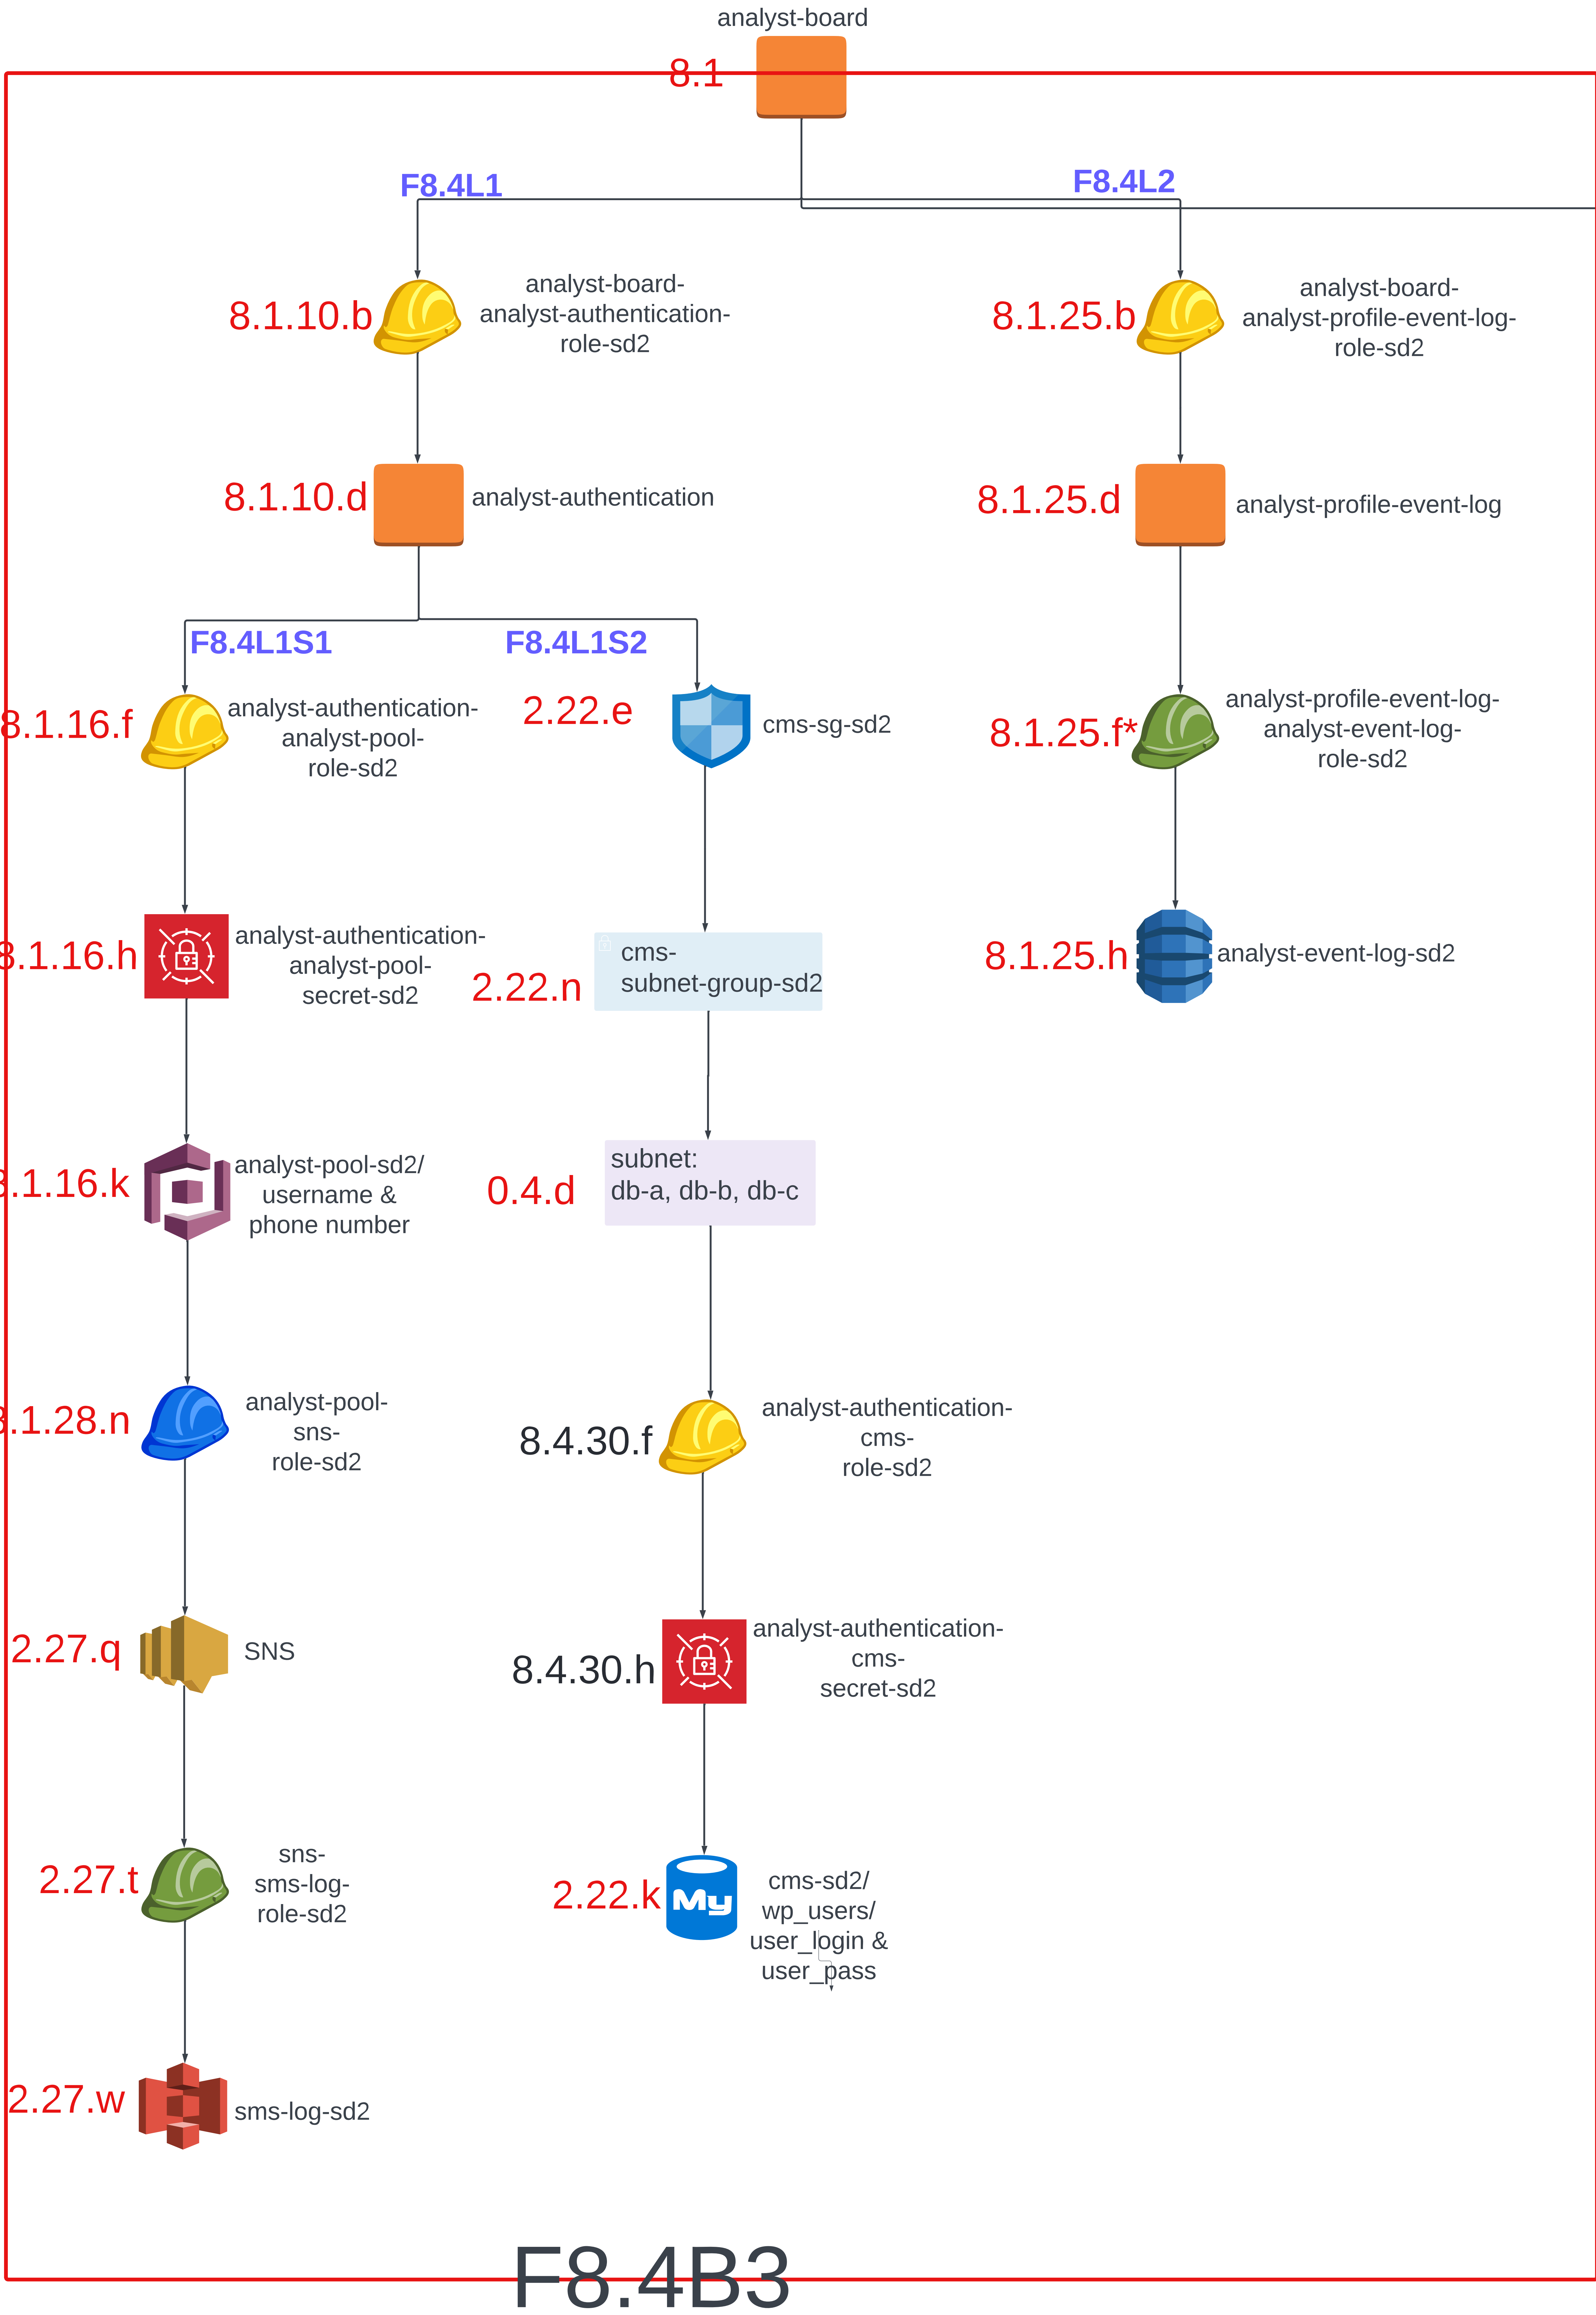 analyst-board
8.1
F8.4L1
F8.4L2
8.1.10.b
analyst-board-
analyst-authentication-
role-sd2
8.1.25.b
analyst-board-
analyst-profile-event-log-
role-sd2
8.1.10.d
analyst-authentication
8.1.25.d
analyst-profile-event-log
F8.4L1S1
F8.4L1S2
8.1.16.f
analyst-authentication-
analyst-pool-
role-sd2
2.22.e
cms-sg-sd2
8.1.25.f*
analyst-profile-event-log-
analyst-event-log-
role-sd2
8.1.16.h
analyst-authentication-
analyst-pool-
secret-sd2
2.22.n
cms-
subnet-group-sd2
8.1.25.h
analyst-event-log-sd2
8.1.16.k
analyst-pool-sd2/
username &
phone number
0.4.d
subnet:
db-a, db-b, db-c
8.1.28.n
analyst-pool-
sns-
role-sd2
8.4.30.f
analyst-authentication-
cms-
role-sd2
2.27.q
SNS
8.4.30.h
analyst-authentication-
cms-
secret-sd2
2.27.t
sns-
sms-log-
role-sd2
2.22.k
My
cms-sd2/
wp_users/
user_login &
user_pass
2.27.w
sms-log-sd2
F8.4B3